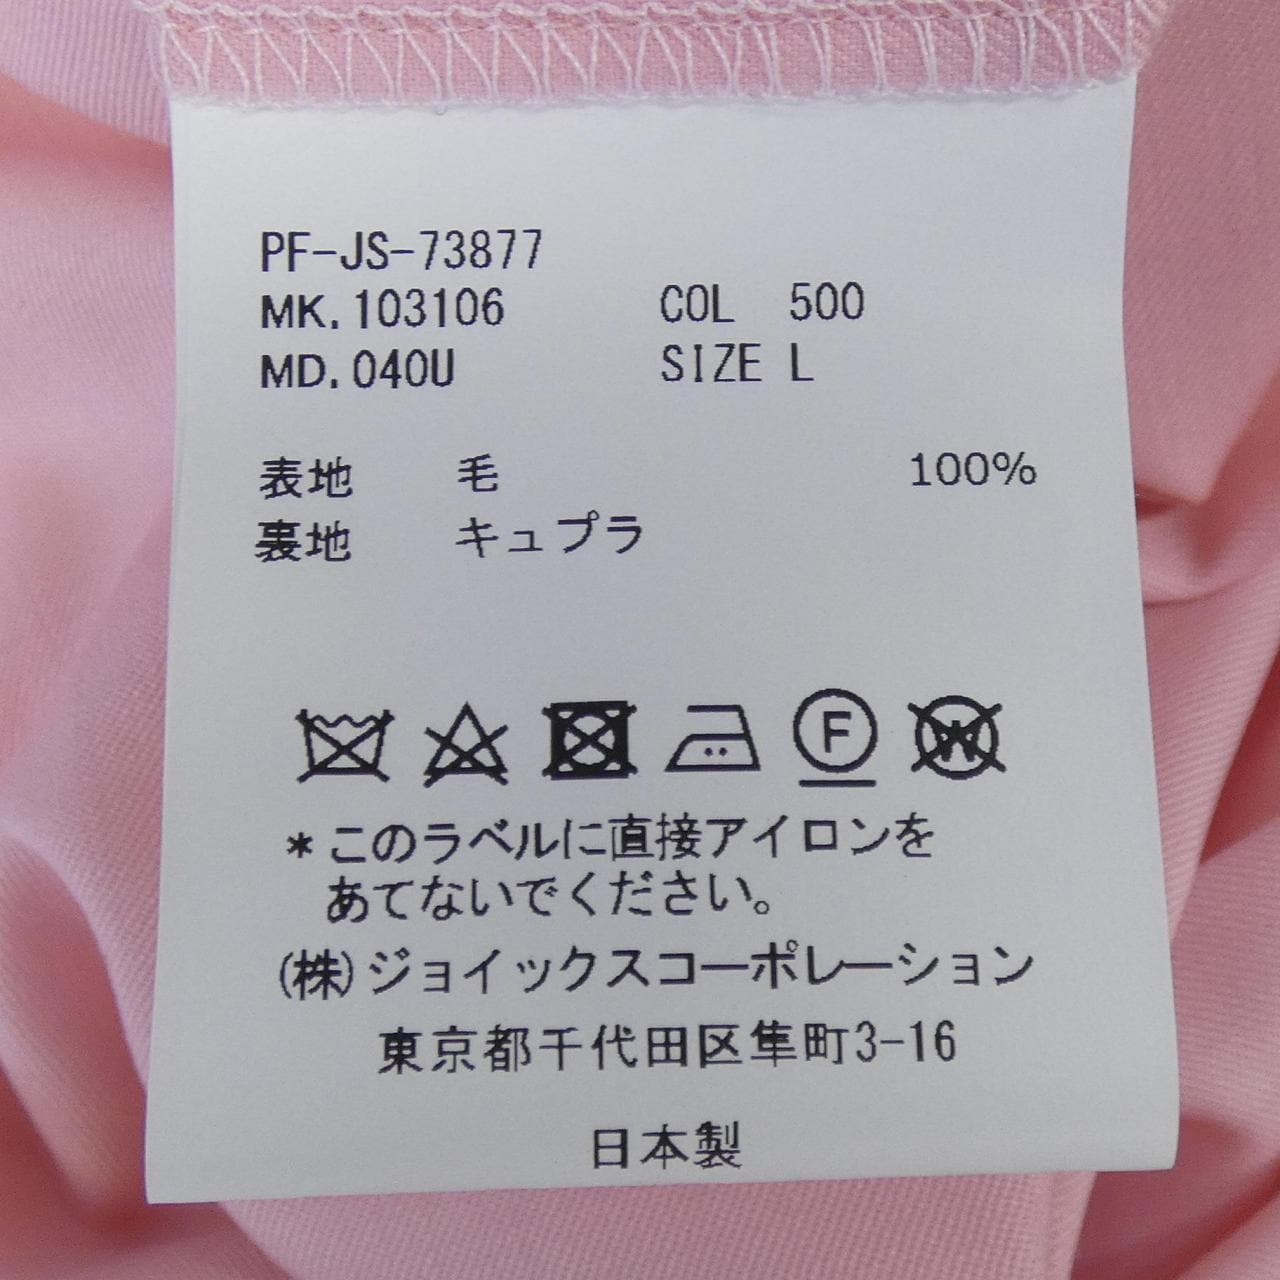 PF-JS-73877
MK.103106 COL 500
MD.040U SIZE L
表地 毛 100%
裏地 キュプラ
F W
*このラベルに直接アイロンを
あてないでください。
(株)ジョイックスコーポレーション
東京都千代田区隼町3-16
日本製